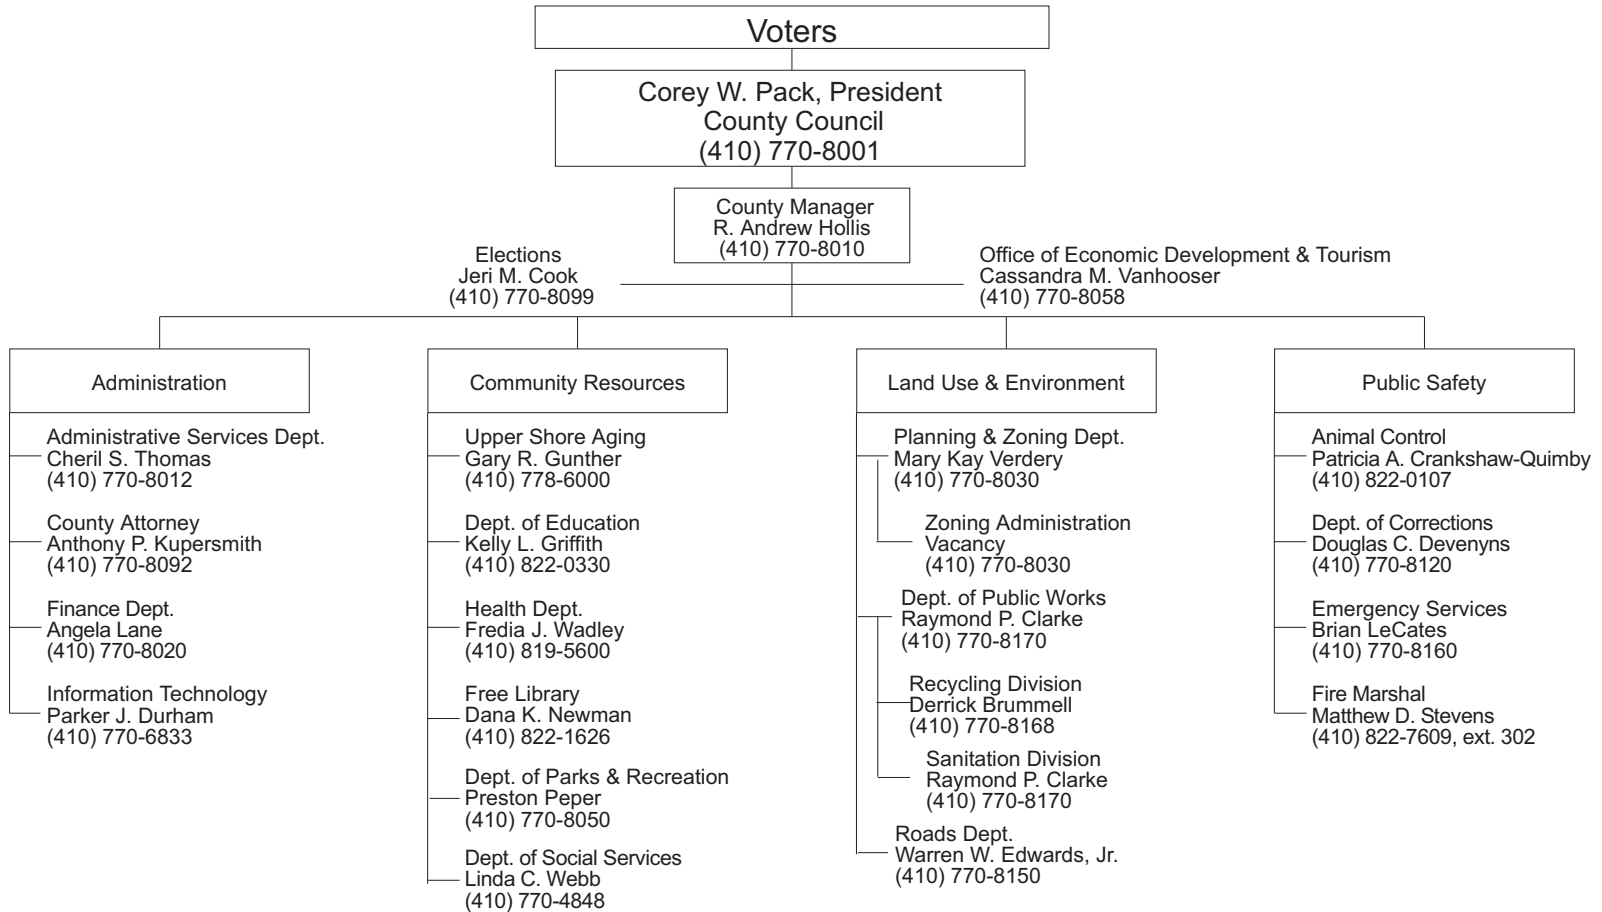 Voters
Corey W. Pack, President
County Council
(410) 770-8001
County Manager
R. Andrew Hollis
(410) 770-8010
Elections
Jeri M. Cook
(410) 770-8099
Office of Economic Development & Tourism
Cassandra M. Vanhooser
(410) 770-8058
Administration
Administrative Services Dept.
Cheril S. Thomas
(410) 770-8012
County Attorney
Anthony P. Kupersmith
(410) 770-8092
Finance Dept.
Angela Lane
(410) 770-8020
Information Technology
Parker J. Durham
(410) 770-6833
Community Resources
Upper Shore Aging
Gary R. Gunther
(410) 778-6000
Dept. of Education
Kelly L. Griffith
(410) 822-0330
Health Dept.
Fredia J. Wadley
(410) 819-5600
Free Library
Dana K. Newman
(410) 822-1626
Dept. of Parks & Recreation
Preston Peper
(410) 770-8050
Dept. of Social Services
Linda C. Webb
(410) 770-4848
Land Use & Environment
Planning & Zoning Dept.
Mary Kay Verdery
(410) 770-8030
Zoning Administration
Vacancy
(410) 770-8030
Dept. of Public Works
Raymond P. Clarke
(410) 770-8170
Recycling Division
Derrick Brummell
(410) 770-8168
Sanitation Division
Raymond P. Clarke
(410) 770-8170
Roads Dept.
Warren W. Edwards, Jr.
(410) 770-8150
Public Safety
Animal Control
Patricia A. Crankshaw-Quimby
(410) 822-0107
Dept. of Corrections
Douglas C. Devenyns
(410) 770-8120
Emergency Services
Brian LeCates
(410) 770-8160
Fire Marshal
Matthew D. Stevens
(410) 822-7609, ext. 302